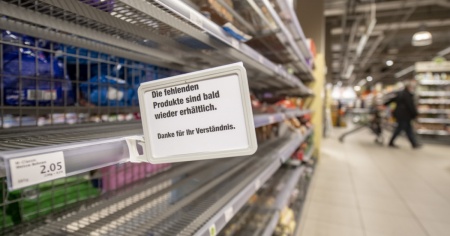 Die fehlenden
Produkte sind bald
wieder erhältlich.
Danke für Ihr Verständnis.
2.05